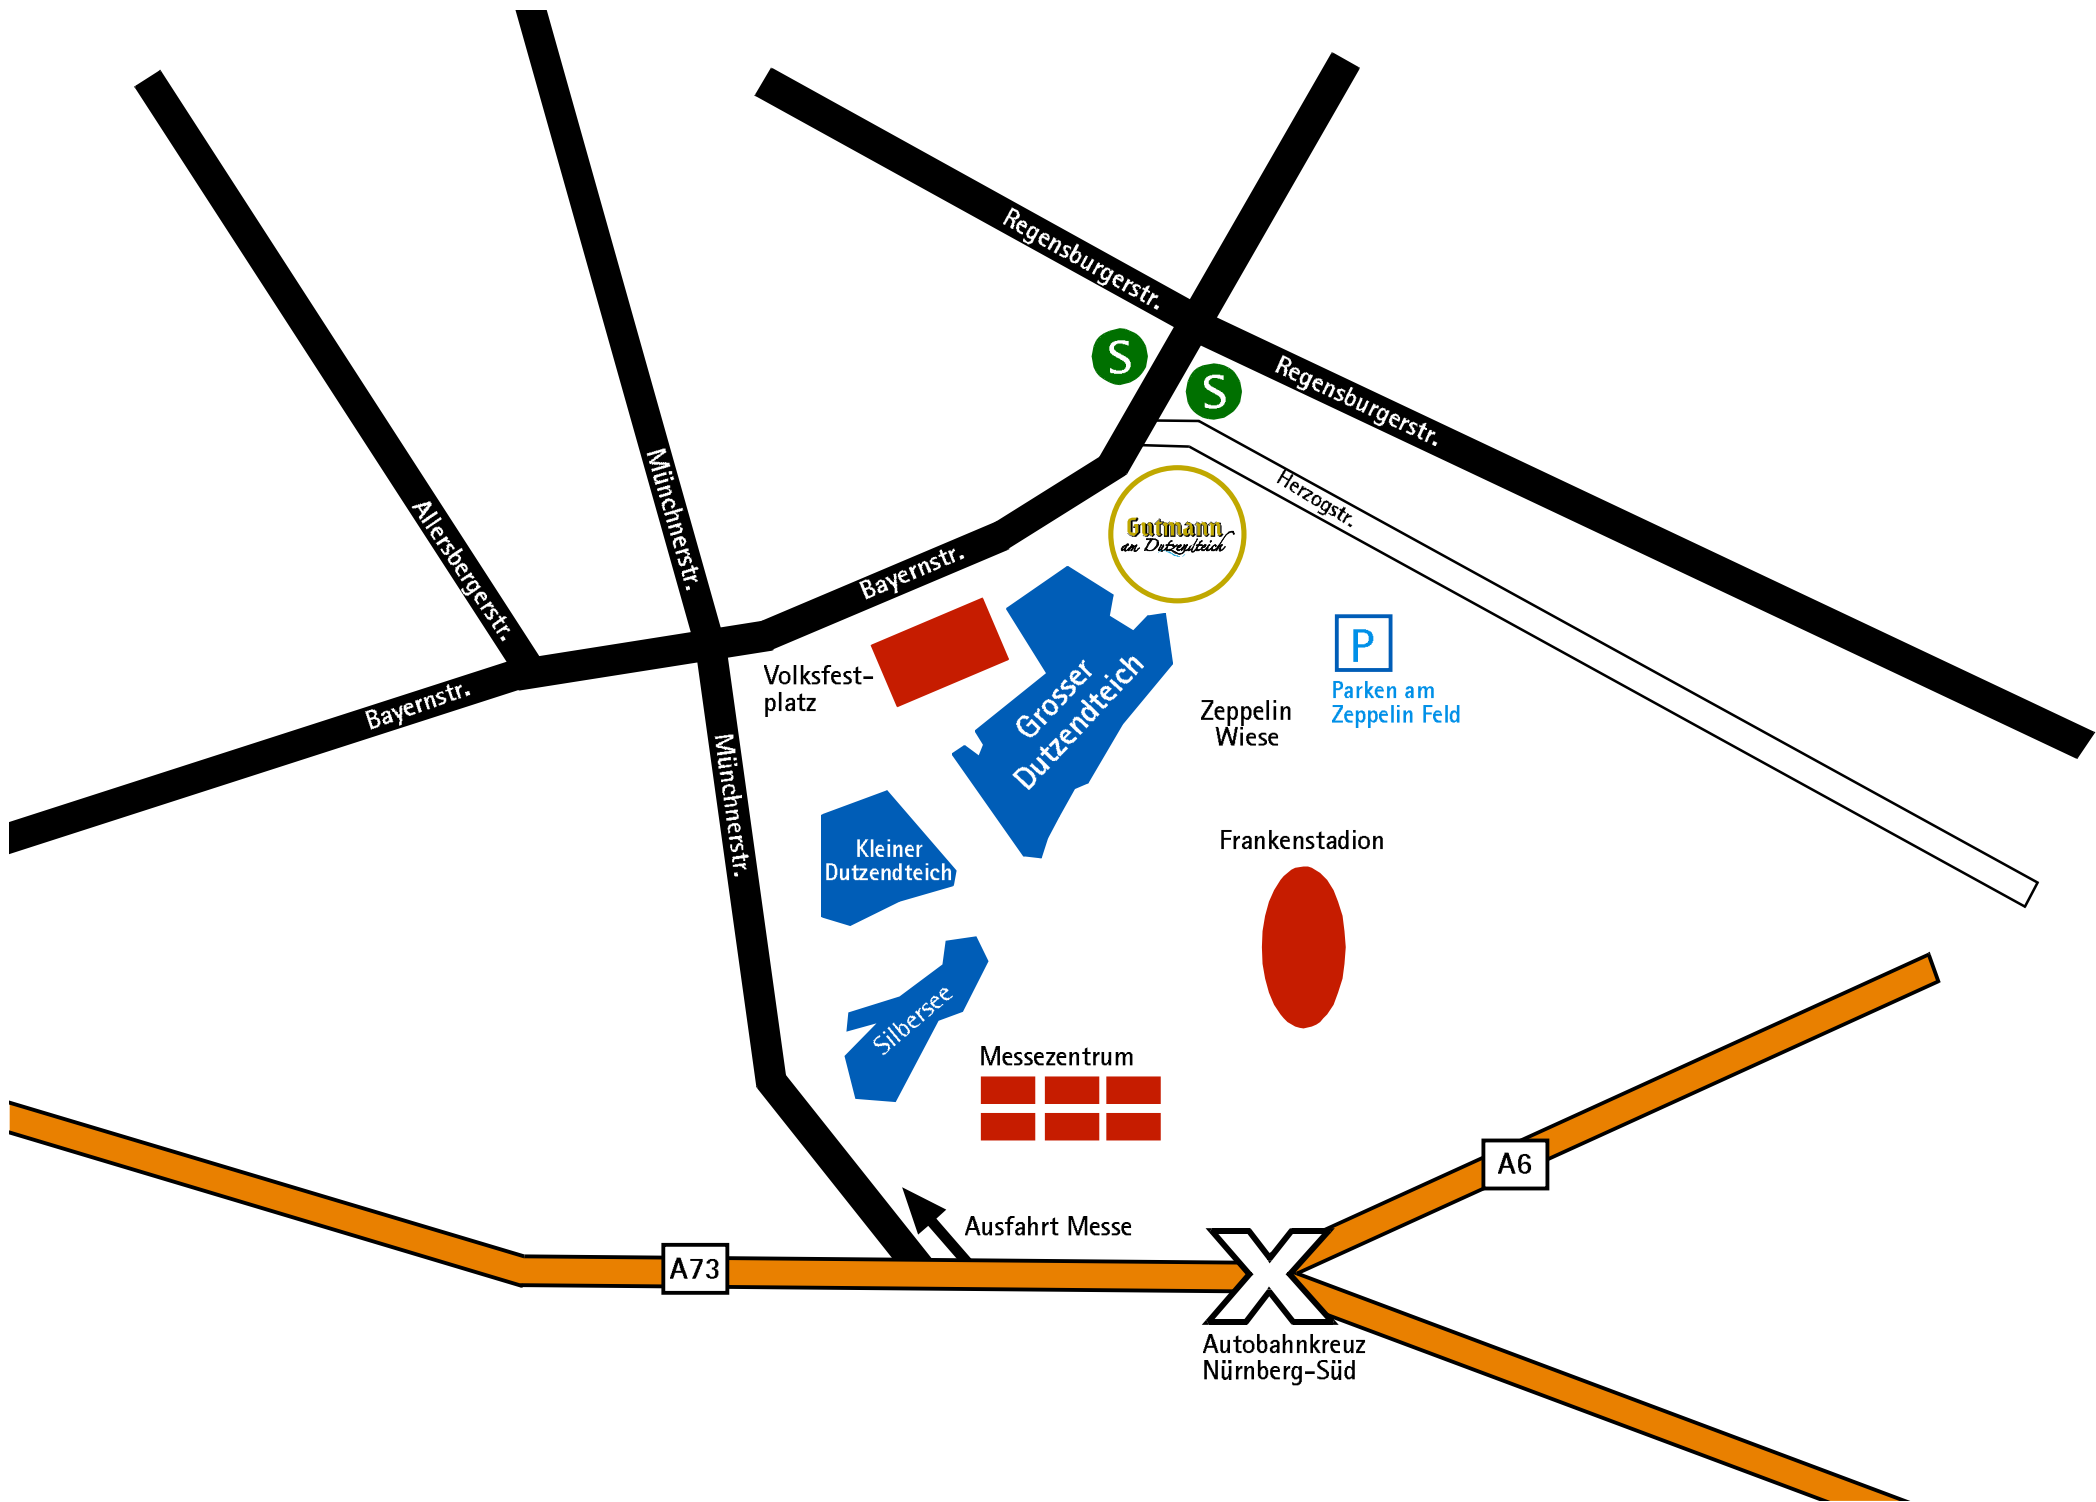 Regensburgerstr.
S
S
Regensburgerstr.
Münchnerstr.
Allersbergerstr.
Herzogstr.
Gutmann
am Dutzendteich
Bayernstr.
P
Parken am
Zeppelin Feld
Volksfest-
platz
Bayernstr.
Grosser
Dutzendteich
Zeppelin
Wiese
Münchnerstr.
Kleiner
Dutzendteich
Frankenstadion
Silbersee
Messezentrum
A6
Ausfahrt Messe
A73
Autobahnkreuz
Nürnberg-Süd